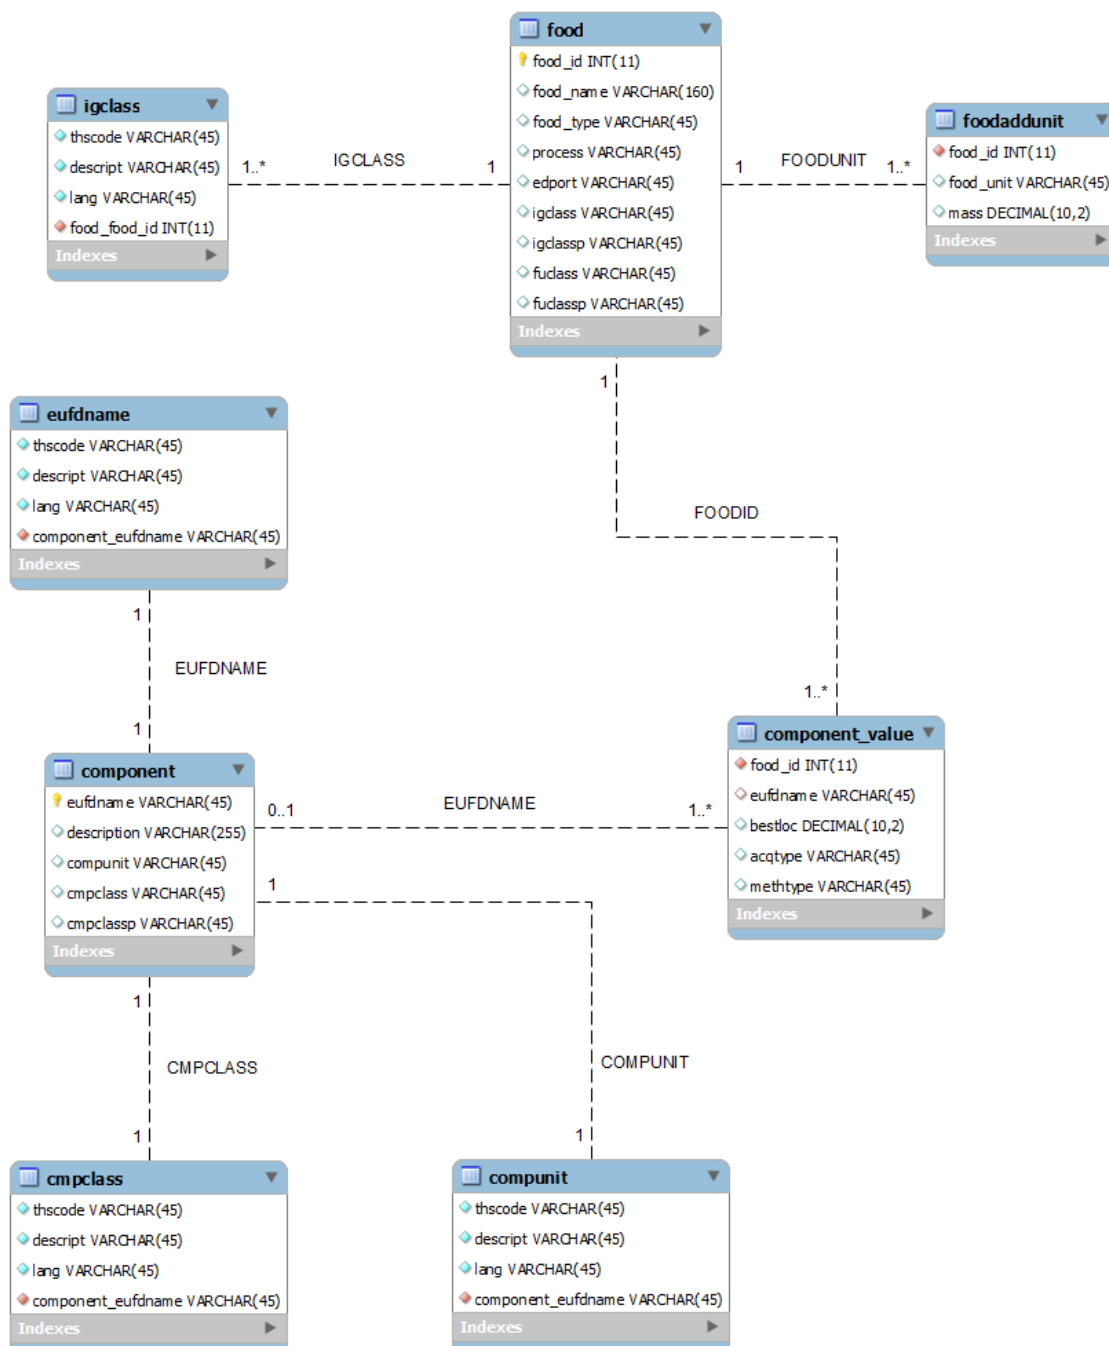 food
food_id INT(11)
food_name VARCHAR(160)
food_type VARCHAR(45)
process VARCHAR(45)
edport VARCHAR(45)
igclass VARCHAR(45)
igclassp VARCHAR(45)
fuclass VARCHAR(45)
fuclassp VARCHAR(45)
Indexes
igclass
thscode VARCHAR(45)
descript VARCHAR(45)
lang VARCHAR(45)
food_food_id INT(11)
Indexes
1..*
IGCLASS
1
1
FOODUNIT
1..*
foodaddunit
food_id INT(11)
food_unit VARCHAR(45)
mass DECIMAL(10,2)
Indexes
1
FOODID
1..*
eufdname
thscode VARCHAR(45)
descript VARCHAR(45)
lang VARCHAR(45)
component_eufdname VARCHAR(45)
Indexes
1
EUFDNAME
1
component
eufdname VARCHAR(45)
description VARCHAR(255)
compunit VARCHAR(45)
cmpclass VARCHAR(45)
cmpclassp VARCHAR(45)
Indexes
0..1
EUFDNAME
1..*
component_value
food_id INT(11)
eufdname VARCHAR(45)
bestloc DECIMAL(10,2)
acqtype VARCHAR(45)
methtype VARCHAR(45)
Indexes
1
COMPUNIT
1
1
CMPCLASS
1
cmpclass
thscode VARCHAR(45)
descript VARCHAR(45)
lang VARCHAR(45)
component_eufdname VARCHAR(45)
Indexes
compunit
thscode VARCHAR(45)
descript VARCHAR(45)
lang VARCHAR(45)
component_eufdname VARCHAR(45)
Indexes